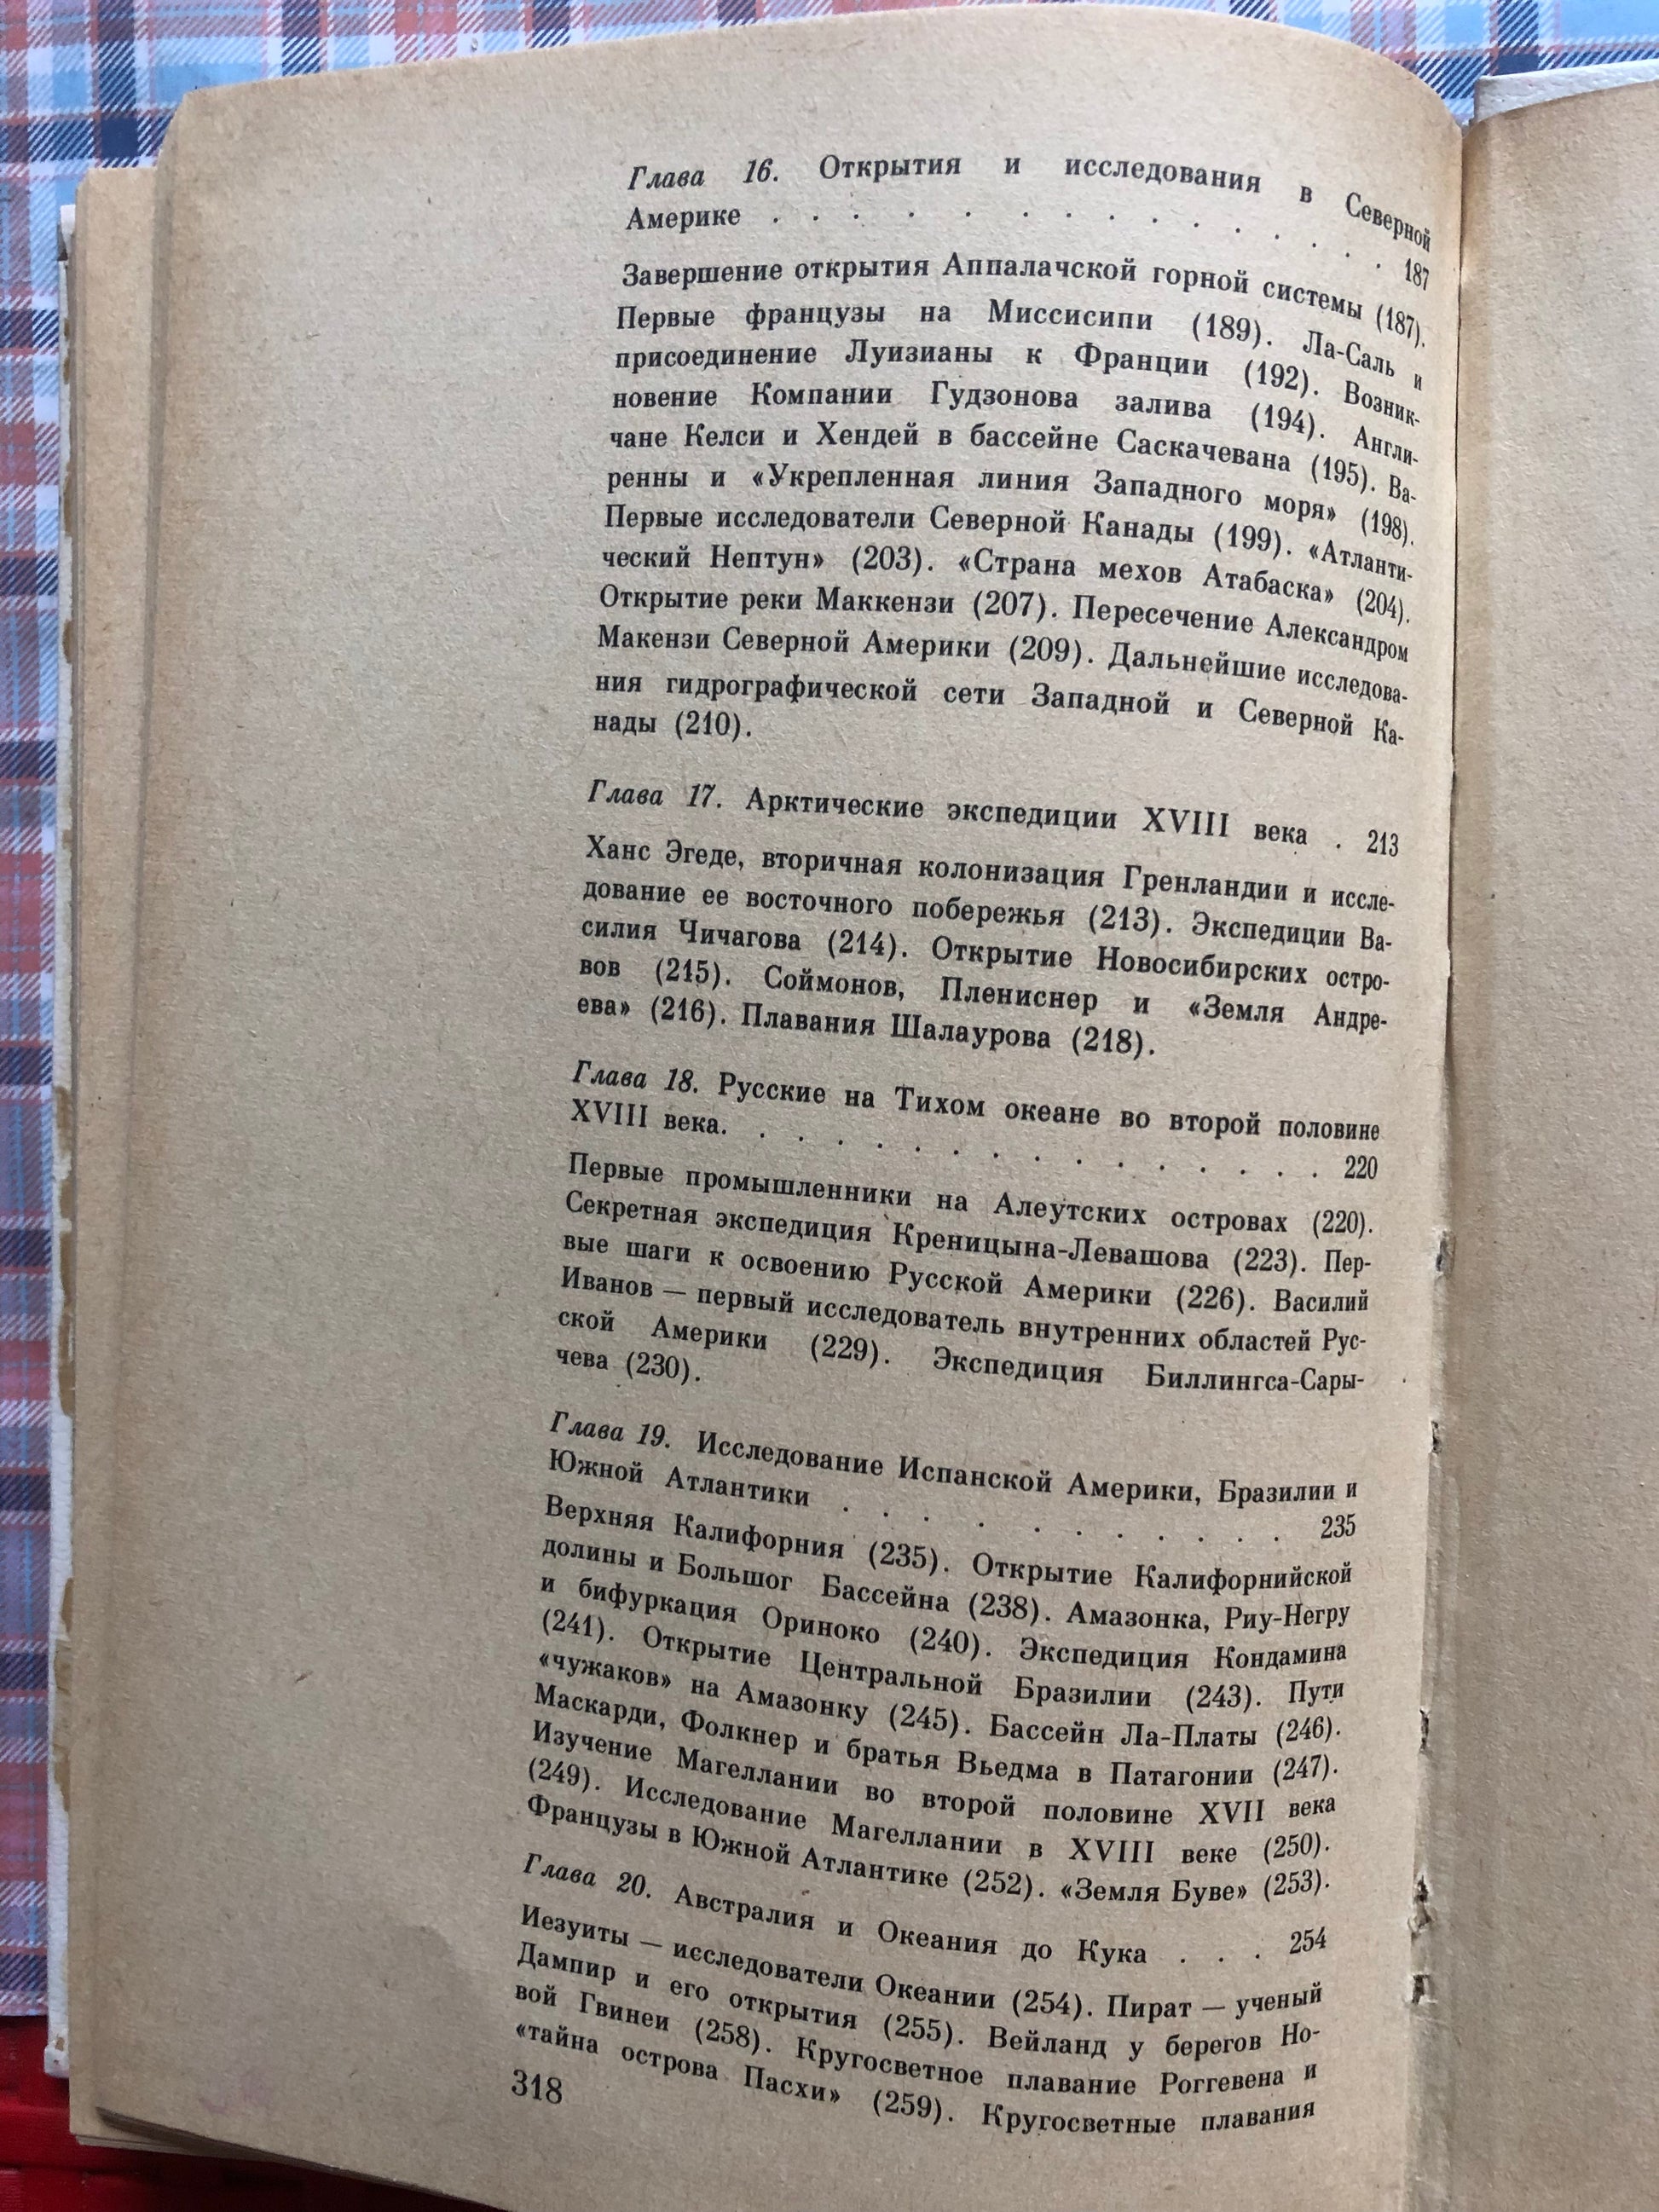 Глава 16. Открытия и исследования в Северной
Америке . . . . . . . . . . . . . . 187
Завершение открытия Аппалачской горной системы (187).
Первые французы на Миссисипи (189). Ла-Саль и
присоединение Луизианы к Франции (192). Возник-
новение Компании Гудзонова залива (194). Англи-
чане Келси и Хендей в бассейне Саскачевана (195). Ва-
ренны и «Укрепленная линия Западного моря» (198).
Первые исследователи Северной Канады (199). «Атланти-
ческий Нептун» (203). «Страна мехов Атабаска» (204).
Открытие реки Маккензи (207). Пересечение Александром
Макензи Северной Америки (209). Дальнейшие исследова-
ния гидрографической сети Западной и Северной Ка-
нады (210).
Глава 17. Арктические экспедиции XVIII века . 213
Ханс Эгеде, вторичная колонизация Гренландии и иссле-
дование ее восточного побережья (213). Экспедиции Ва-
силия Чичагова (214). Открытие Новосибирских остро-
вов (215). Соймонов, Плениснер и «Земля Андре-
ева» (216). Плавания Шалаурова (218).
Глава 18. Русские на Тихом океане во второй половине
XVIII века. . . . . . . . . . . . . . . 220
Первые промышленники на Алеутских островах (220).
Секретная экспедиция Креницына-Левашова (223). Пер-
вые шаги к освоению Русской Америки (226). Василий
Иванов — первый исследователь внутренних областей Рус-
ской Америки (229). Экспедиция Биллингса-Сары-
чева (230).
Глава 19. Исследование Испанской Америки, Бразилии и
Южной Атлантики . . . . . . . . . . . 235
Верхняя Калифорния (235). Открытие Калифорнийской
долины и Большог Бассейна (238). Амазонка, Риу-Негру
и бифуркация Ориноко (240). Экспедиция Кондамина
(241). Открытие Центральной Бразилии (243). Пути
«чужаков» на Амазонку (245). Бассейн Ла-Платы (246).
Маскарди, Фолкнер и братья Вьедма в Патагонии (247).
Изучение Магеллании во второй половине XVII века
(249). Исследование Магеллании в XVIII веке (250).
Французы в Южной Атлантике (252). «Земля Буве» (253).
Глава 20. Австралия и Океания до Кука . . . 254
Иезуиты — исследователи Океании (254). Пират — ученый
Дампир и его открытия (255). Вейланд у берегов Но-
вой Гвинеи (258). Кругосветное плавание Роггевена и
«тайна острова Пасхи» (259). Кругосветные плавания
318